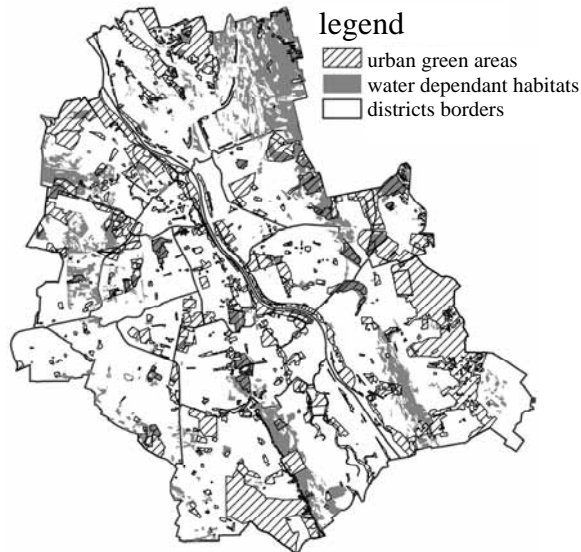 legend
urban green areas
water dependant habitats
districts borders